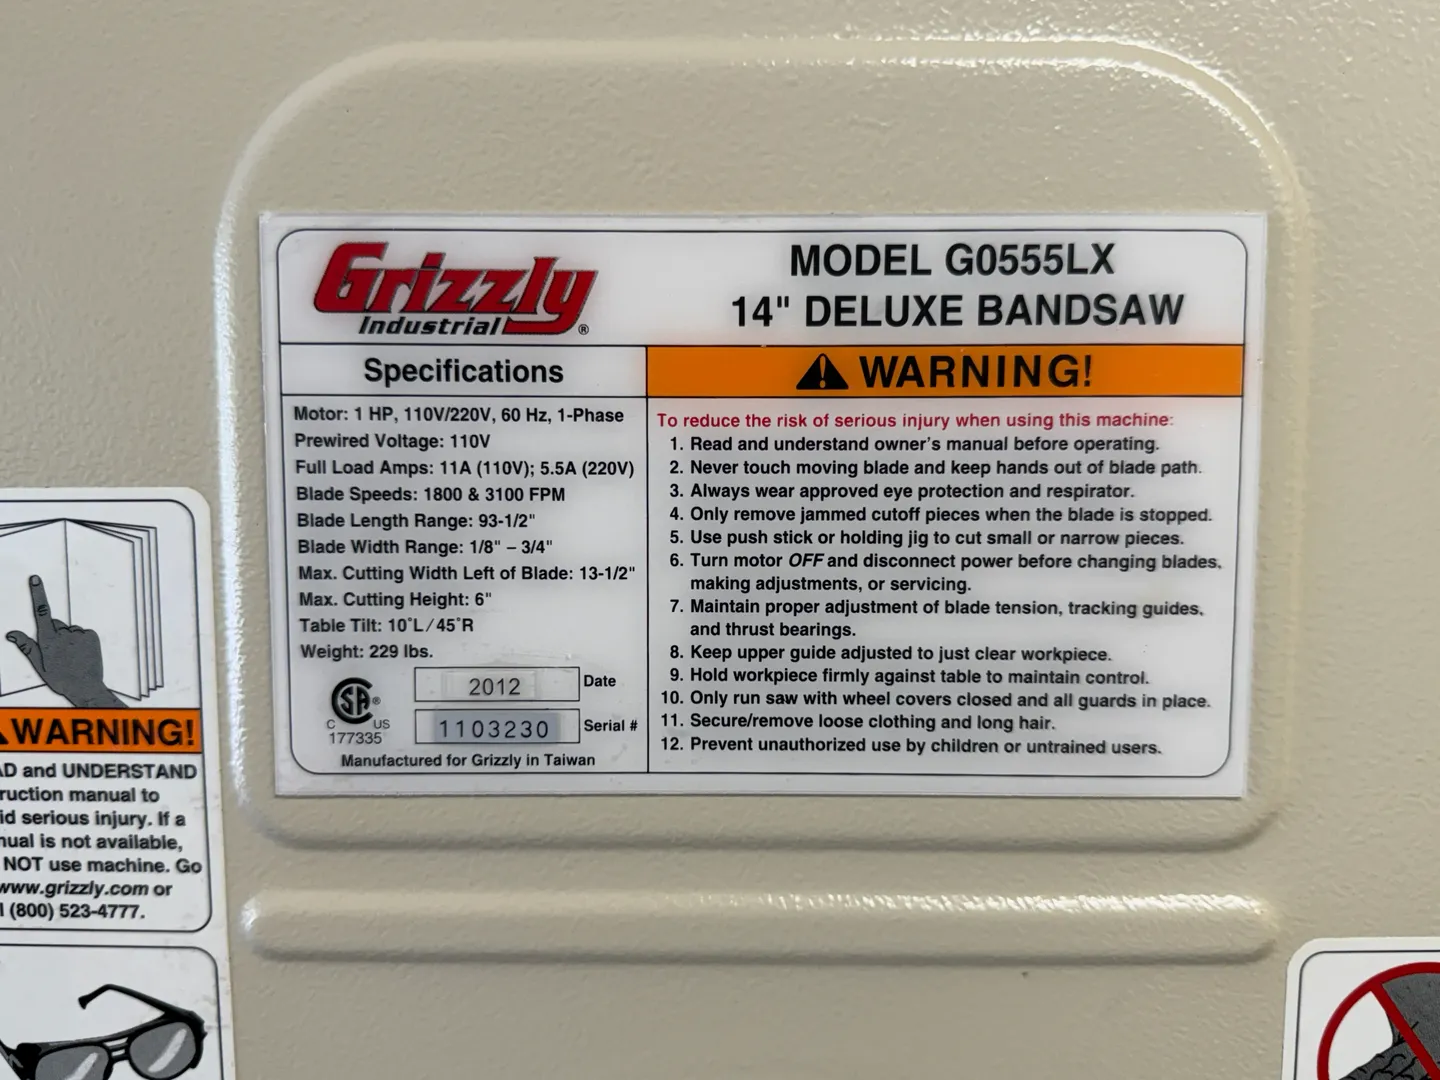 Grizzly
Industrial®
MODEL G0555LX
14" DELUXE BANDSAW
Specifications
Motor: 1 HP, 110V/220V, 60 Hz, 1-Phase
Prewired Voltage: 110V
Full Load Amps: 11A (110V); 5.5A (220V)
Blade Speeds: 1800 & 3100 FPM
Blade Length Range: 93-1/2"
Blade Width Range: 1/8" – 3/4"
Max. Cutting Width Left of Blade: 13-1/2"
Max. Cutting Height: 6"
Table Tilt: 10°L/45°R
Weight: 229 lbs.
2012 Date
1103230 Serial #
SA®
C US
177335
Manufactured for Grizzly in Taiwan
WARNING!
To reduce the risk of serious injury when using this machine:
1. Read and understand owner's manual before operating.
2. Never touch moving blade and keep hands out of blade path.
3. Always wear approved eye protection and respirator.
4. Only remove jammed cutoff pieces when the blade is stopped.
5. Use push stick or holding jig to cut small or narrow pieces.
6. Turn motor OFF and disconnect power before changing blades,
making adjustments, or servicing.
7. Maintain proper adjustment of blade tension, tracking guides,
and thrust bearings.
8. Keep upper guide adjusted to just clear workpiece.
9. Hold workpiece firmly against table to maintain control.
10. Only run saw with wheel covers closed and all guards in place.
11. Secure/remove loose clothing and long hair.
12. Prevent unauthorized use by children or untrained users.
WARNING!
and UNDERSTAND
manual to
serious injury. If a
is not available,
NOT use machine. Go
www.grizzly.com or
(800) 523-4777.